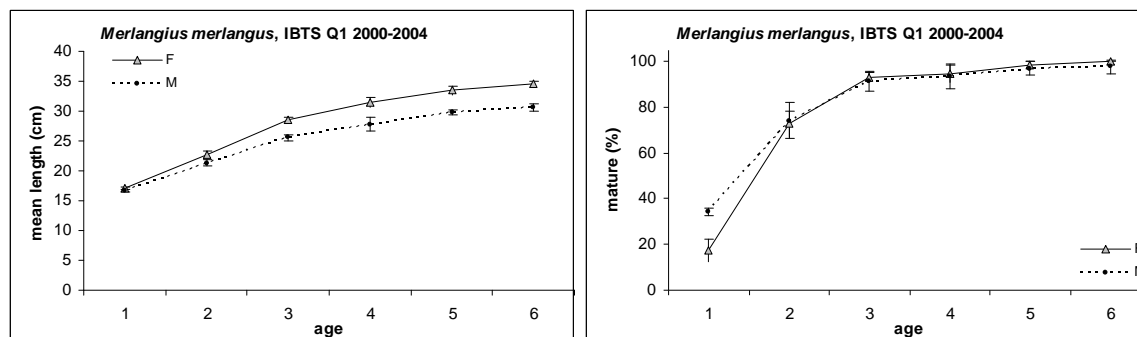 Merlangius merlangus, IBTS Q1 2000-2004
F
M
mean length (cm)
40
35
30
25
20
15
10
5
0
1 2 3 4 5 6
age
Merlangius merlangus, IBTS Q1 2000-2004
mature (%)
100
80
60
40
20
0
F
M
1 2 3 4 5 6
age